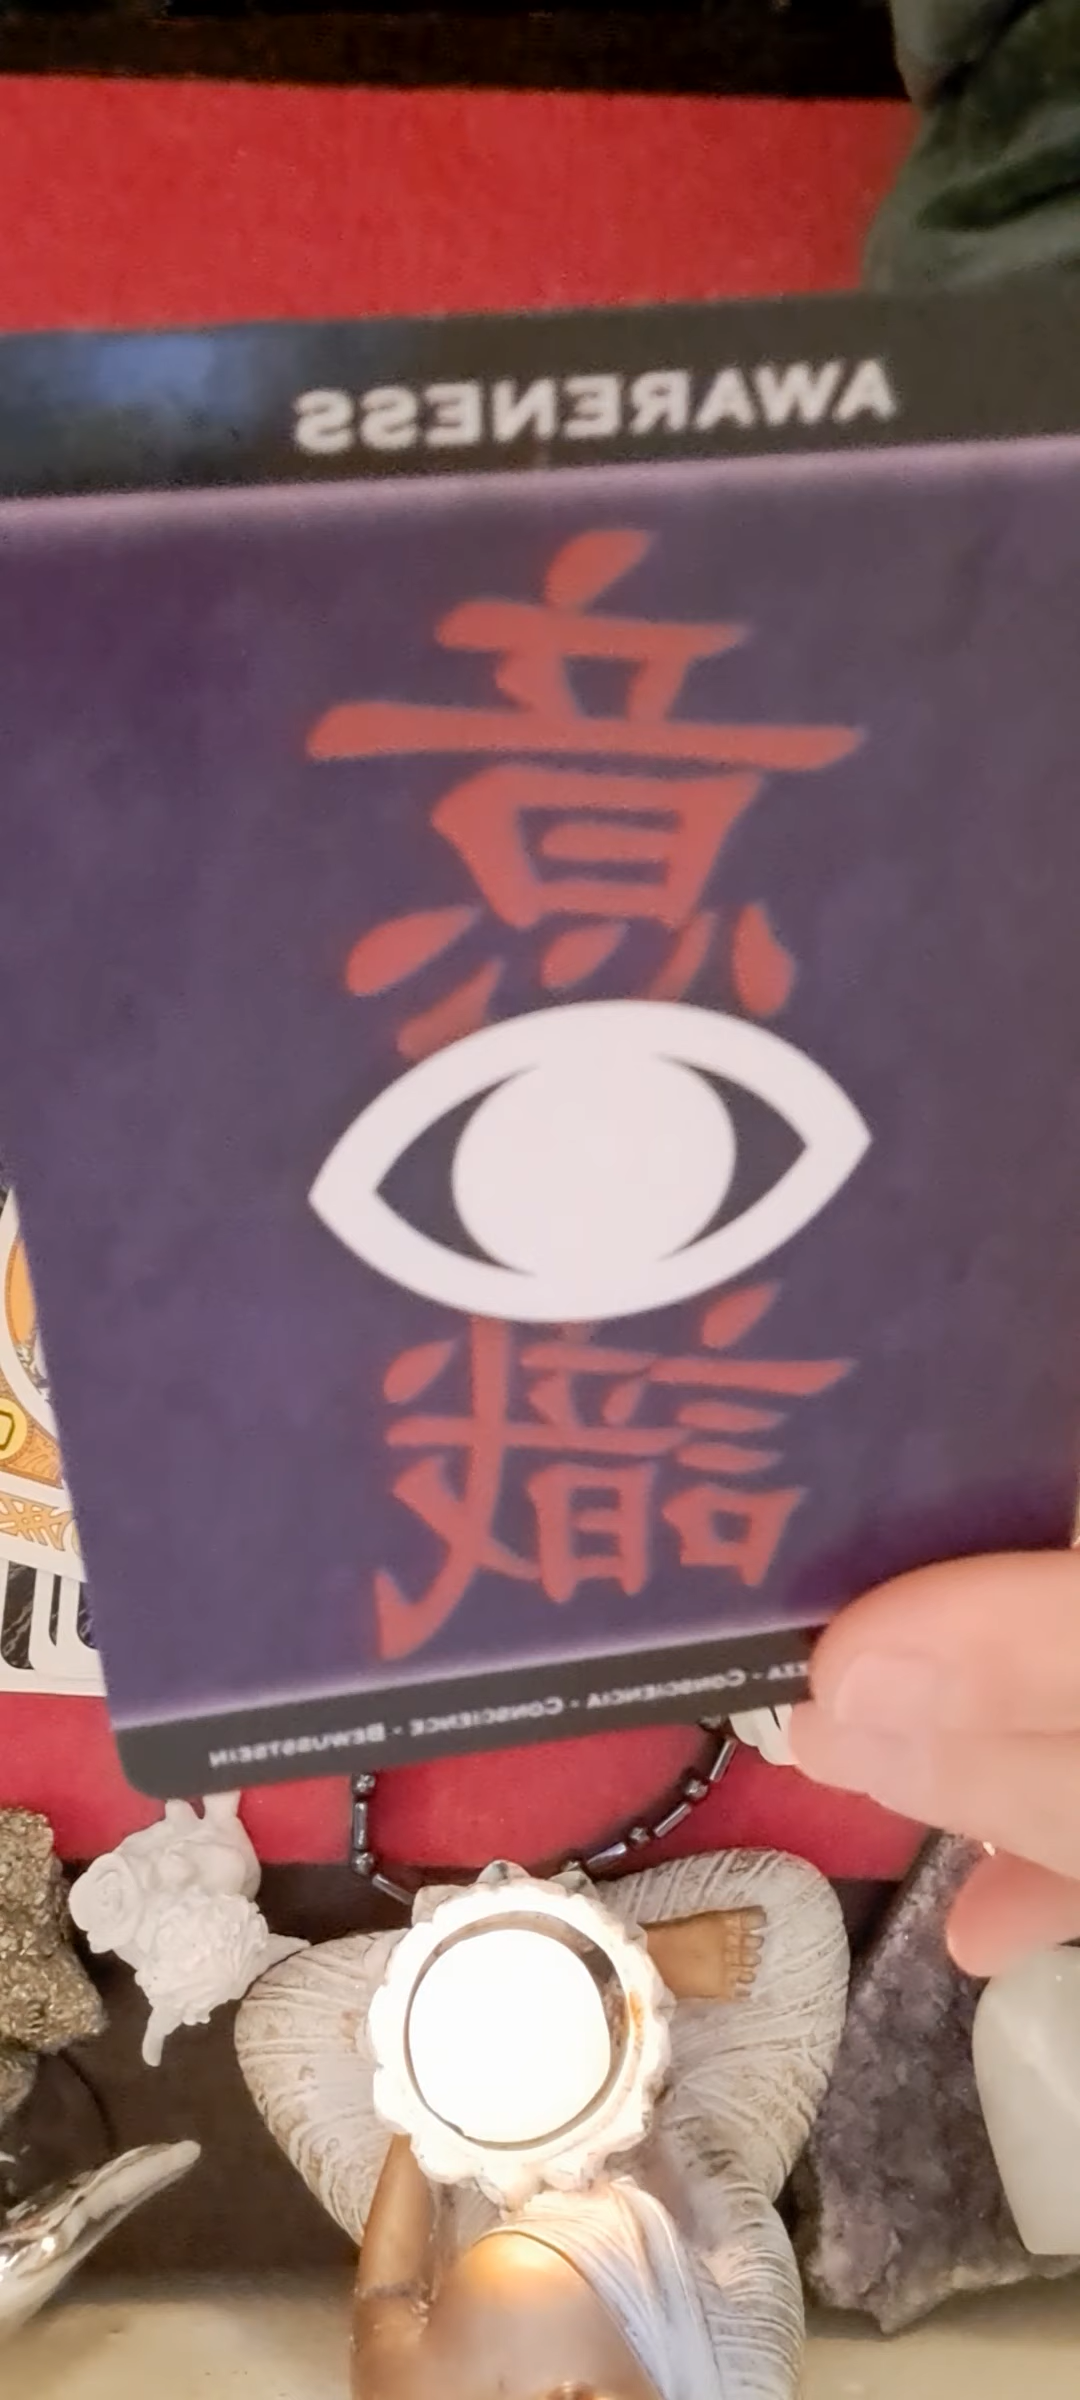 AWARENESS
意
識
CONSCIENCIA - CONSCIENCE - BEWUSSTSEIN